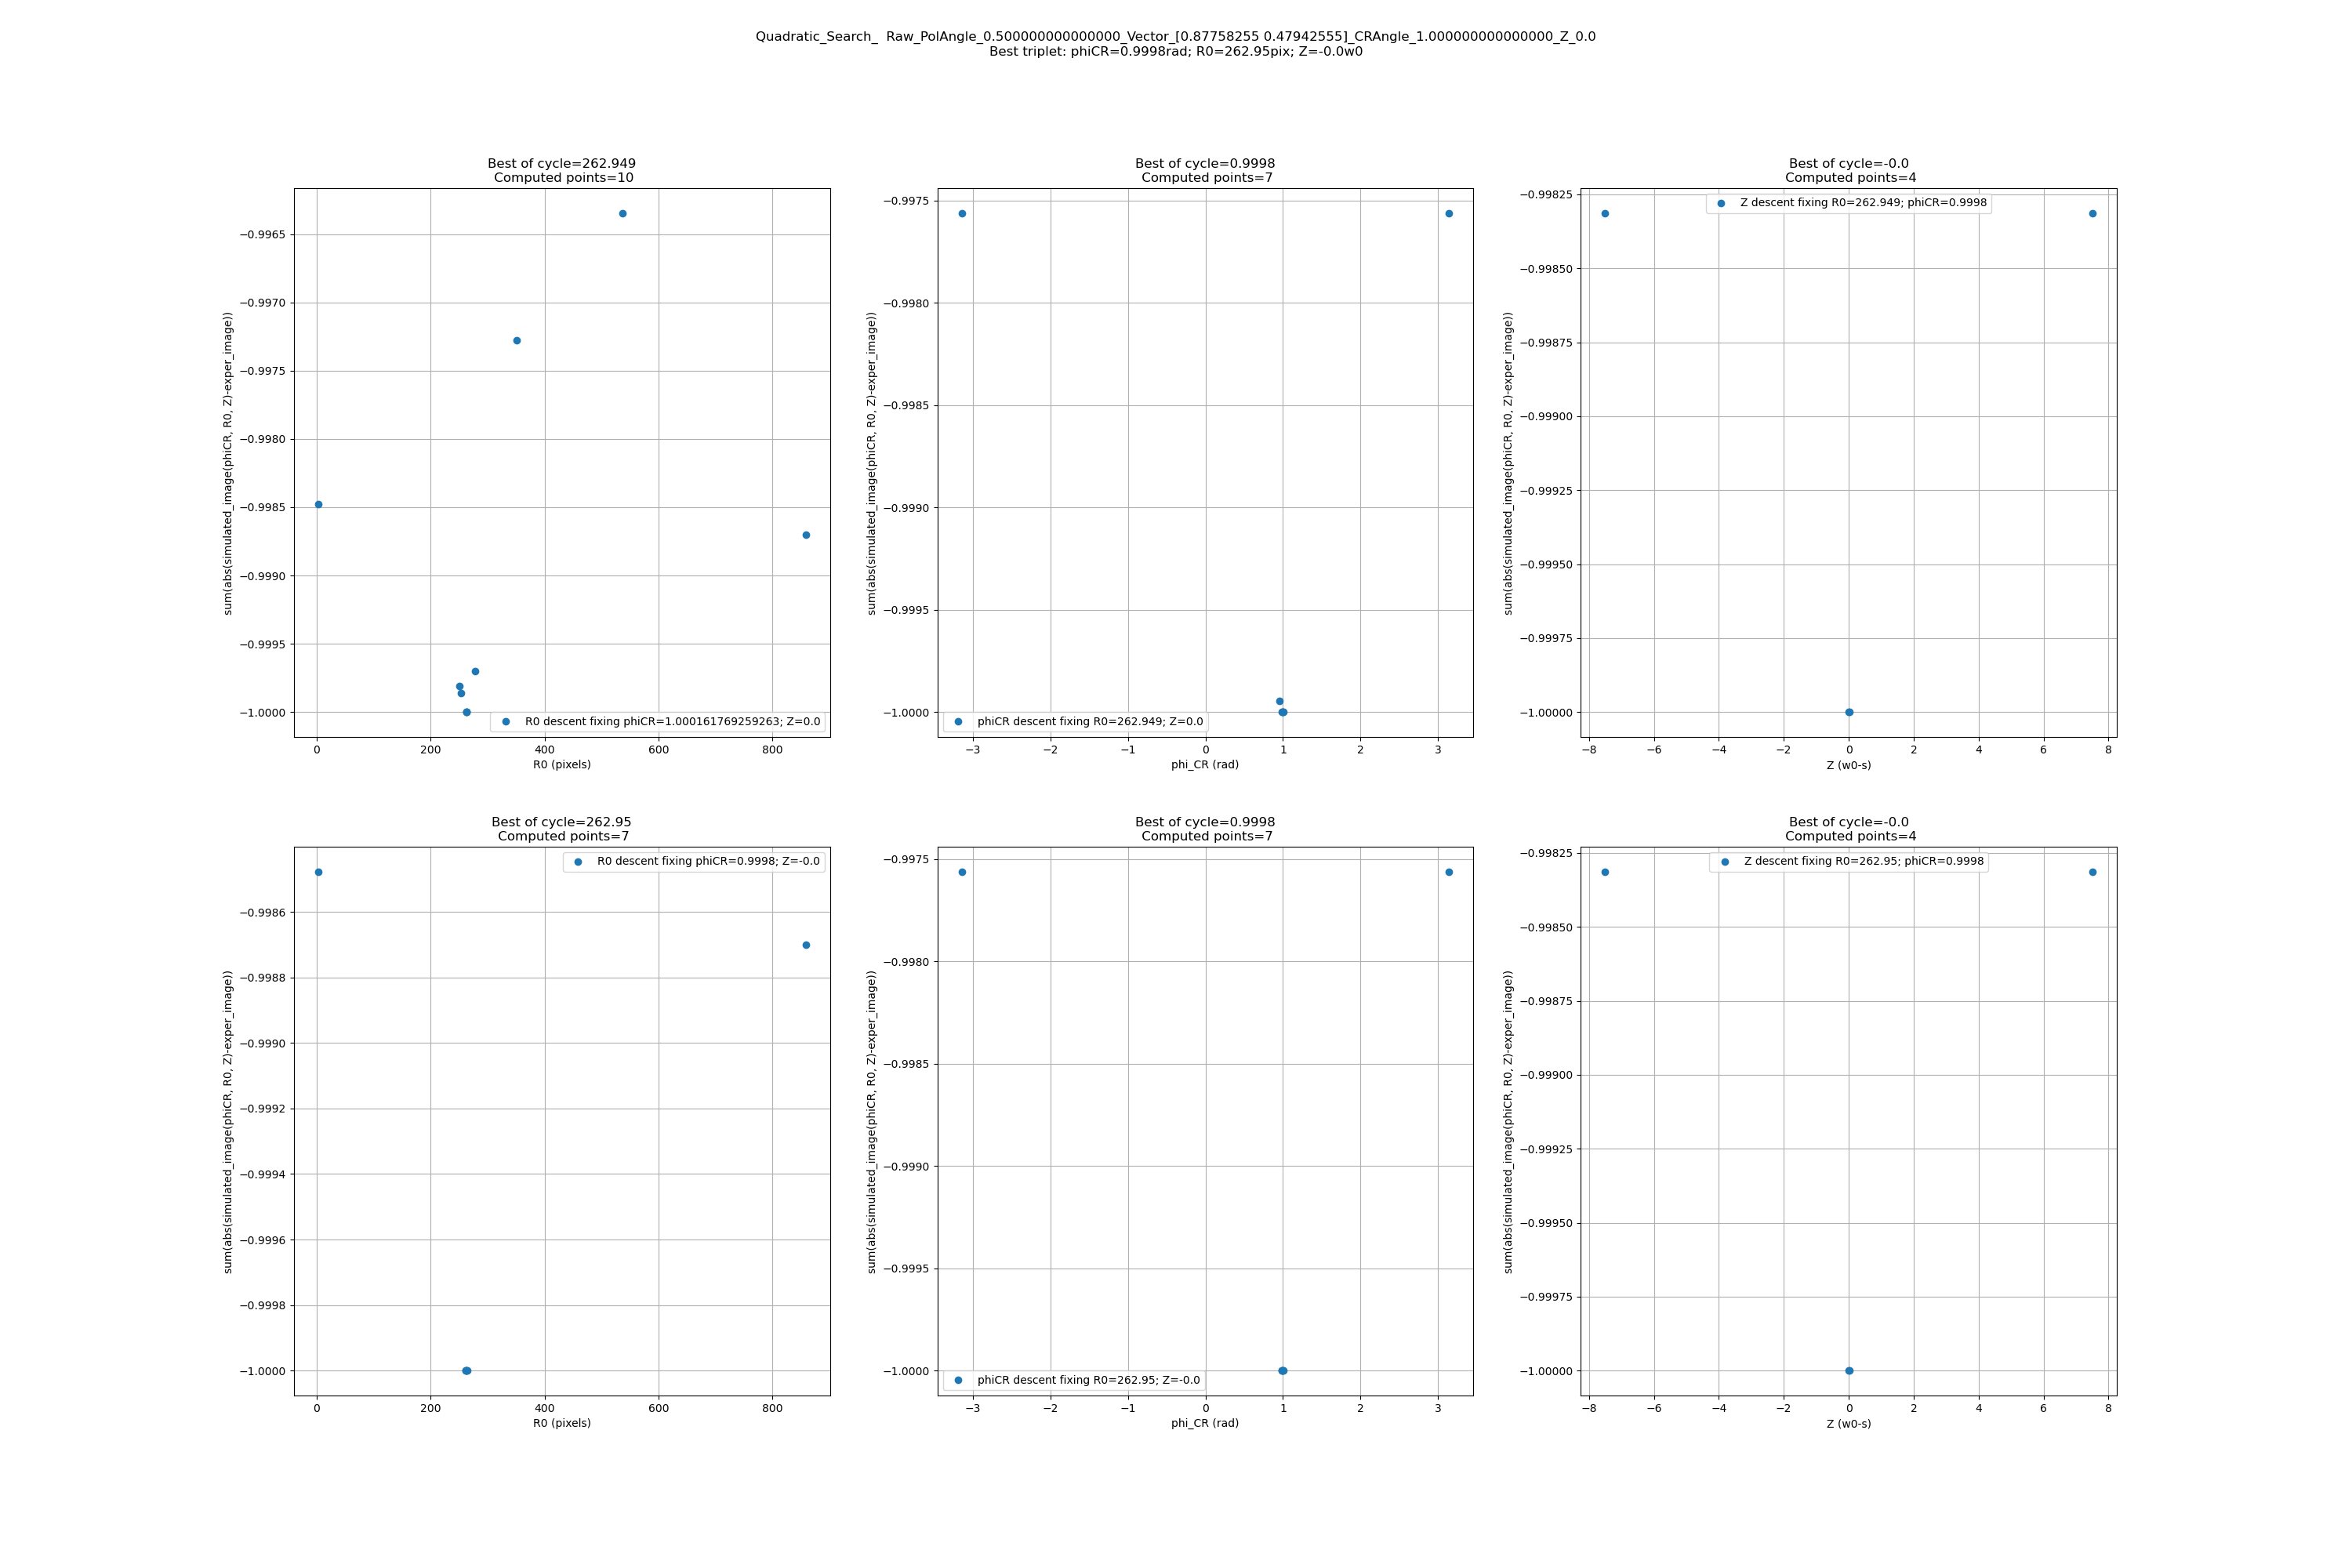 Quadratic_Search_  Raw_PolAngle_0.500000000000000_Vector_[0.87758255 0.47942555]_CRAngle_1.000000000000000_Z_0.0
Best triplet: phiCR=0.9998rad; R0=262.95pix; Z=-0.0w0
Best of cycle=262.949
Computed points=10
sum(abs(simulated_image(phiCR, R0, Z)-exper_image))
−0.9965
−0.9970
−0.9975
−0.9980
−0.9985
−0.9990
−0.9995
−1.0000
R0 descent fixing phiCR=1.000161769259263; Z=0.0
0 200 400 600 800
R0 (pixels)
Best of cycle=0.9998
Computed points=7
sum(abs(simulated_image(phiCR, R0, Z)-exper_image))
−0.9975
−0.9980
−0.9985
−0.9990
−0.9995
−1.0000
phiCR descent fixing R0=262.949; Z=0.0
−3 −2 −1 0 1 2 3
phi_CR (rad)
Best of cycle=-0.0
Computed points=4
sum(abs(simulated_image(phiCR, R0, Z)-exper_image))
Z descent fixing R0=262.949; phiCR=0.9998
−0.99825
−0.99850
−0.99875
−0.99900
−0.99925
−0.99950
−0.99975
−1.00000
−8 −6 −4 −2 0 2 4 6 8
Z (w0-s)
Best of cycle=262.95
Computed points=7
sum(abs(simulated_image(phiCR, R0, Z)-exper_image))
R0 descent fixing phiCR=0.9998; Z=-0.0
−0.9986
−0.9988
−0.9990
−0.9992
−0.9994
−0.9996
−0.9998
−1.0000
0 200 400 600 800
R0 (pixels)
Best of cycle=0.9998
Computed points=7
sum(abs(simulated_image(phiCR, R0, Z)-exper_image))
−0.9975
−0.9980
−0.9985
−0.9990
−0.9995
−1.0000
phiCR descent fixing R0=262.95; Z=-0.0
−3 −2 −1 0 1 2 3
phi_CR (rad)
Best of cycle=-0.0
Computed points=4
sum(abs(simulated_image(phiCR, R0, Z)-exper_image))
Z descent fixing R0=262.95; phiCR=0.9998
−0.99825
−0.99850
−0.99875
−0.99900
−0.99925
−0.99950
−0.99975
−1.00000
−8 −6 −4 −2 0 2 4 6 8
Z (w0-s)